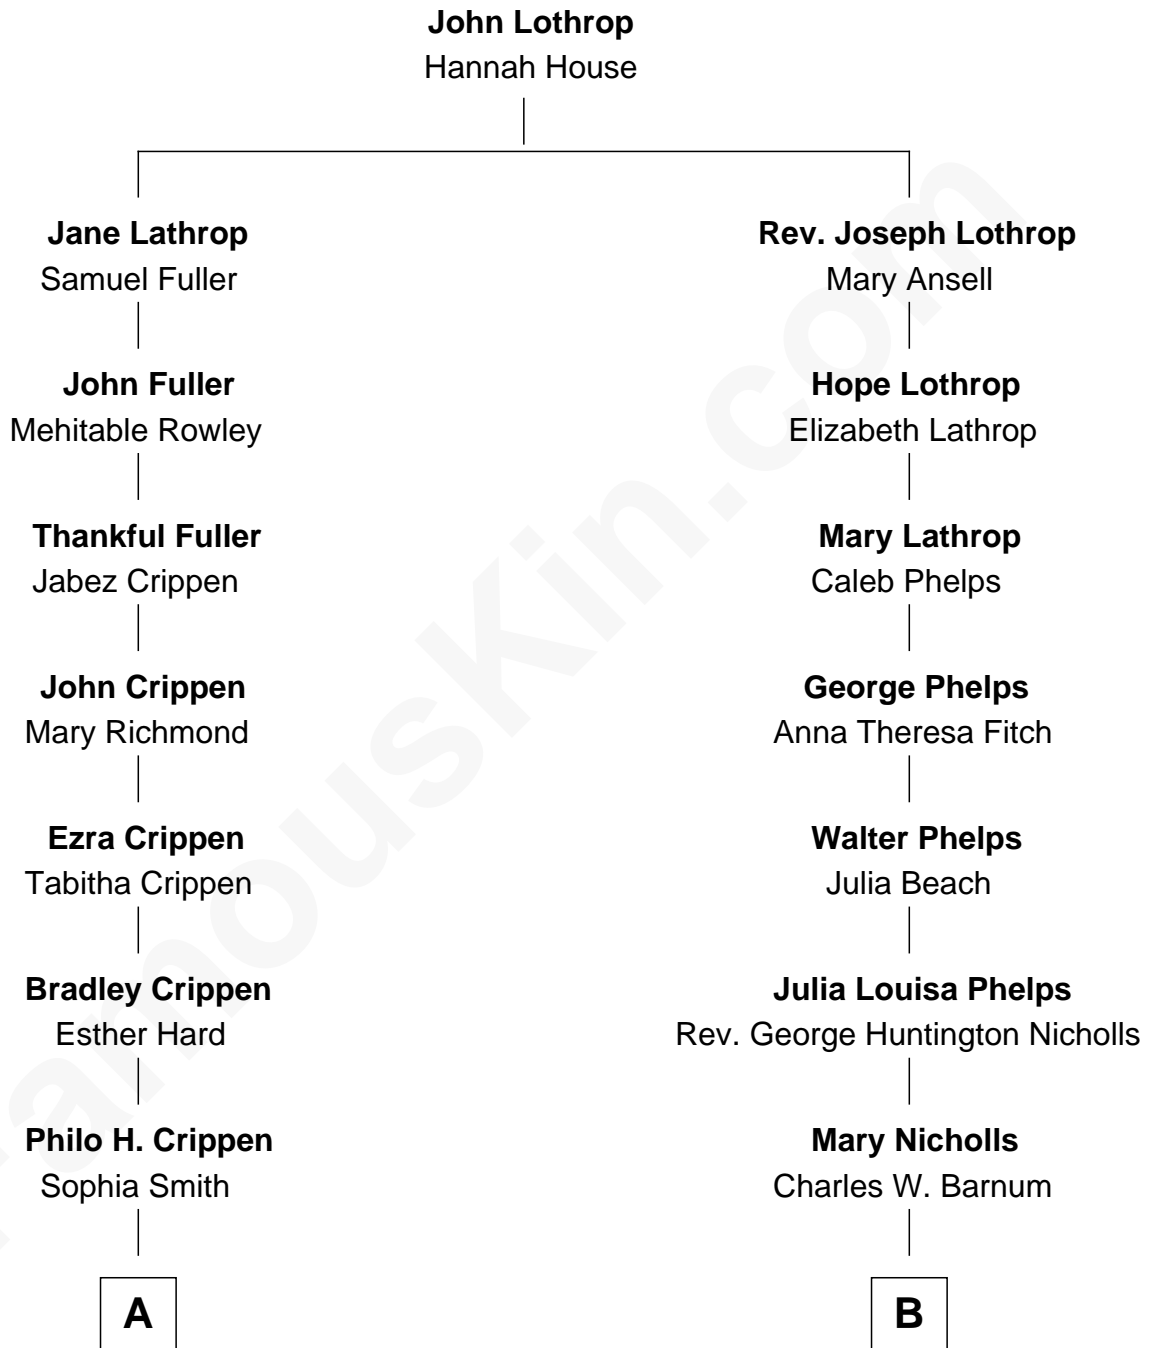 John Lothrop
Hannah House
Jane Lathrop
Samuel Fuller
John Fuller
Mehitable Rowley
Thankful Fuller
Jabez Crippen
John Crippen
Mary Richmond
Ezra Crippen
Tabitha Crippen
Bradley Crippen
Esther Hard
Philo H. Crippen
Sophia Smith
A
Rev. Joseph Lothrop
Mary Ansell
Hope Lothrop
Elizabeth Lathrop
Mary Lathrop
Caleb Phelps
George Phelps
Anna Theresa Fitch
Walter Phelps
Julia Beach
Julia Louisa Phelps
Rev. George Huntington Nicholls
Mary Nicholls
Charles W. Barnum
B
FamousKin.com